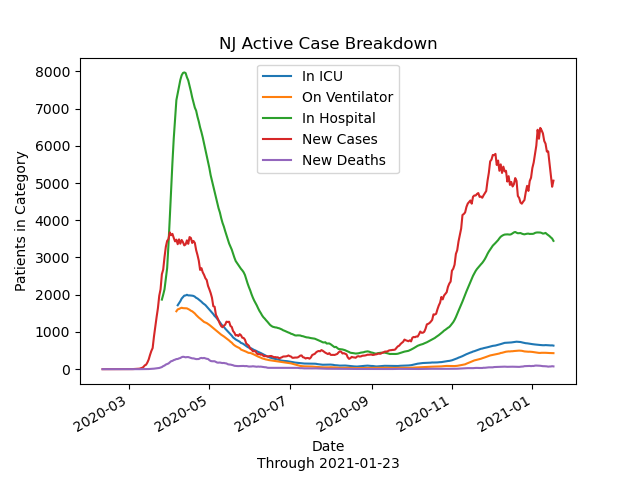 NJ Active Case Breakdown
In ICU
On Ventilator
In Hospital
New Cases
New Deaths
8000
7000
6000
5000
4000
3000
2000
1000
0
Patients in Category
2020-03
2020-05
2020-07
2020-09
2020-11
2021-01
Date
Through 2021-01-23